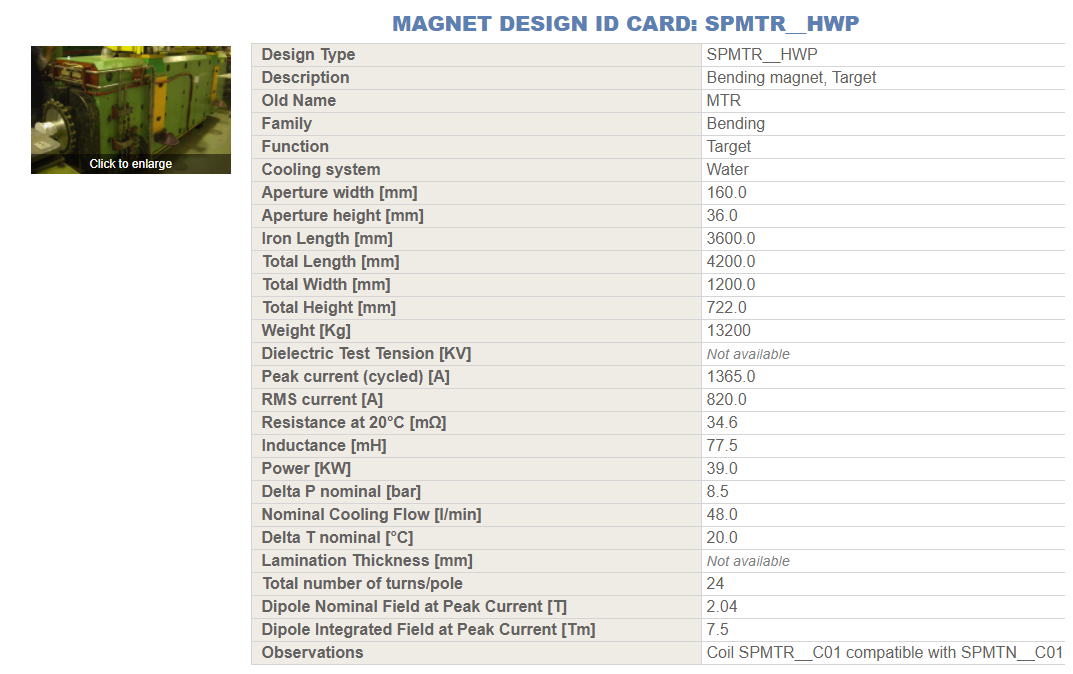 MAGNET DESIGN ID CARD: SPMTR__HWP
Click to enlarge
Design Type SPMTR__HWP
Description Bending magnet, Target
Old Name MTR
Family Bending
Function Target
Cooling system Water
Aperture width [mm] 160.0
Aperture height [mm] 36.0
Iron Length [mm] 3600.0
Total Length [mm] 4200.0
Total Width [mm] 1200.0
Total Height [mm] 722.0
Weight [Kg] 13200
Dielectric Test Tension [KV] Not available
Peak current (cycled) [A] 1365.0
RMS current [A] 820.0
Resistance at 20°C [mΩ] 34.6
Inductance [mH] 77.5
Power [KW] 39.0
Delta P nominal [bar] 8.5
Nominal Cooling Flow [l/min] 48.0
Delta T nominal [°C] 20.0
Lamination Thickness [mm] Not available
Total number of turns/pole 24
Dipole Nominal Field at Peak Current [T] 2.04
Dipole Integrated Field at Peak Current [Tm] 7.5
Observations Coil SPMTR__C01 compatible with SPMTN__C01